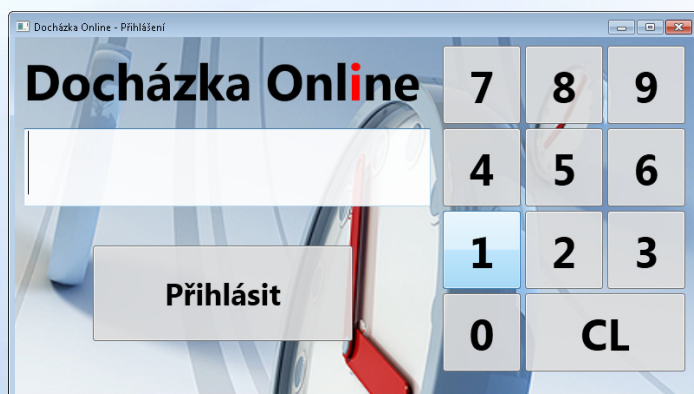 Docházka Online - Přihlášení
Docházka Online
7 8 9
4 5 6
1 2 3
Přihlásit
0 CL